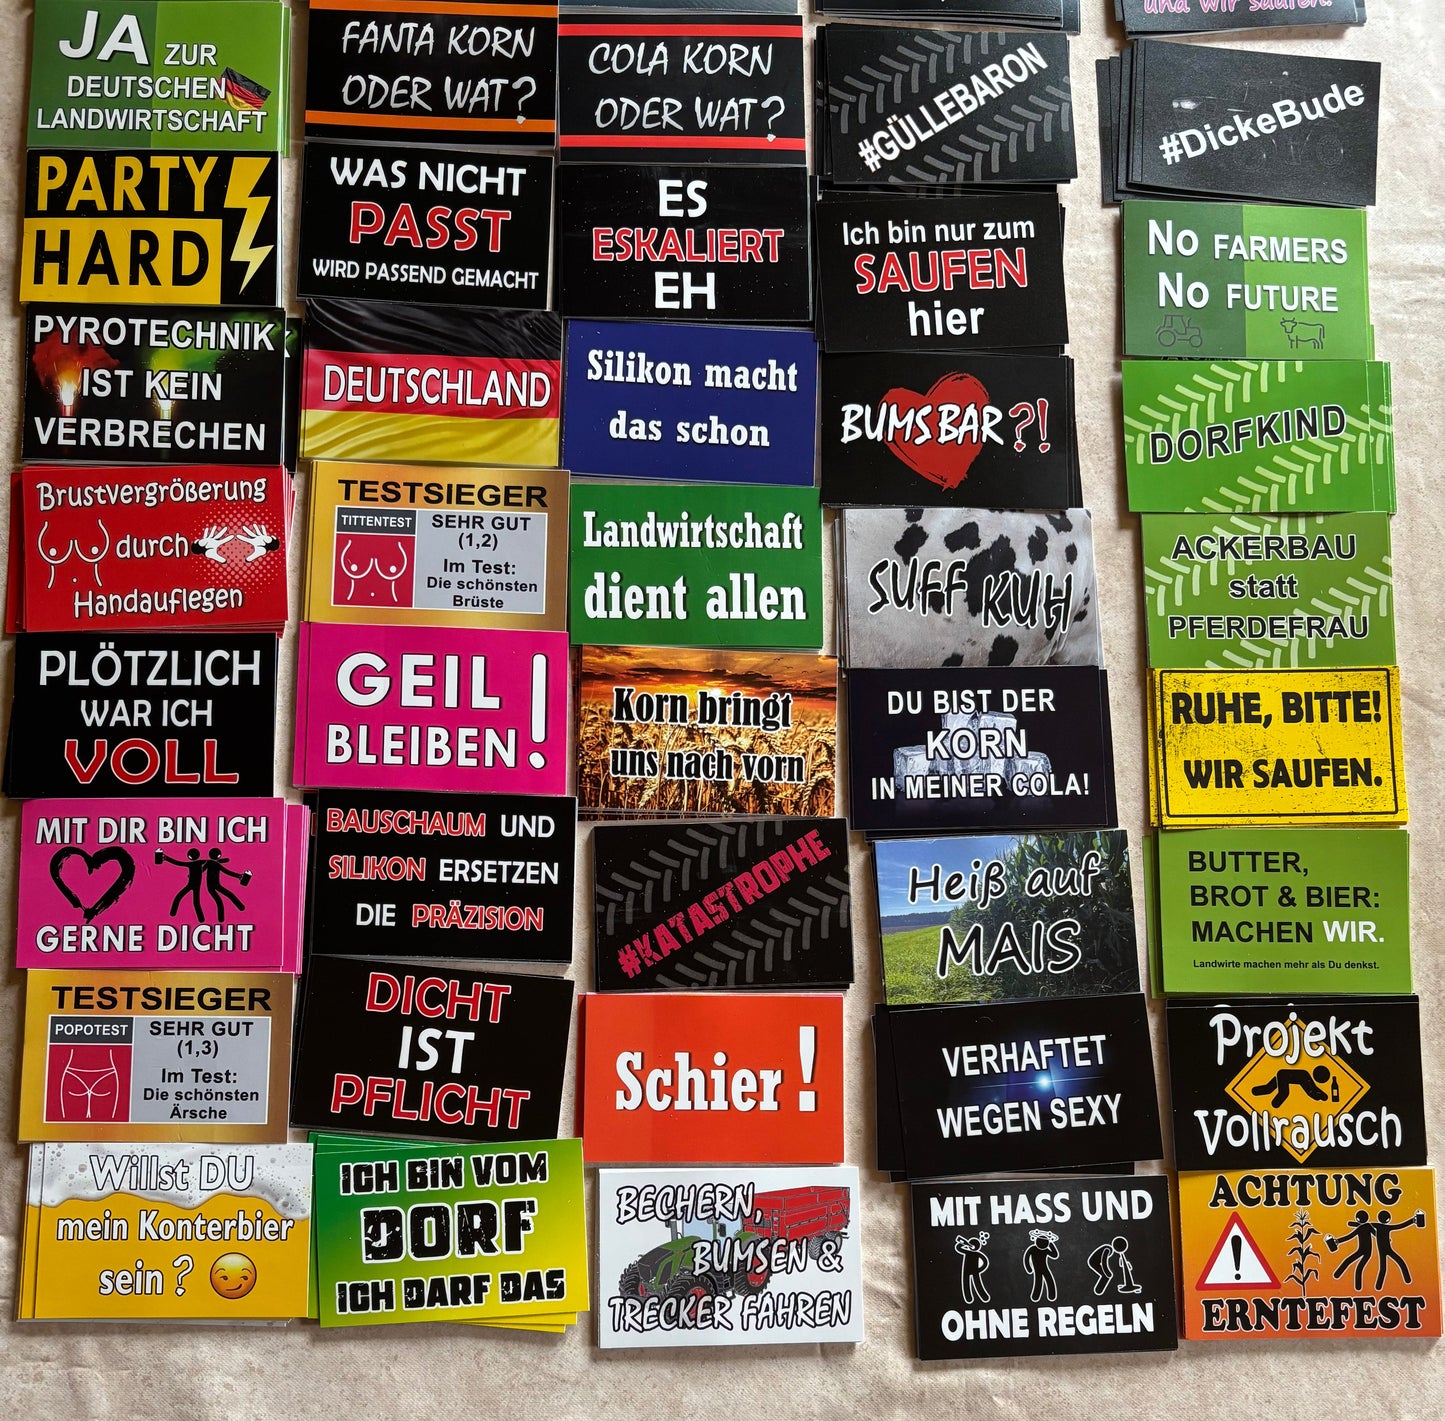 JA ZUR
DEUTSCHEN
LANDWIRTSCHAFT
FANTA KORN
ODER WAT?
COLA KORN
ODER WAT?
#GÜLLEBARON
und wir saufen!
#DickeBude
PARTY
HARD
WAS NICHT
PASST
WIRD PASSEND GEMACHT
ES
ESKALIERT
EH
Ich bin nur zum
SAUFEN
hier
No FARMERS
No FUTURE
PYROTECHNIK
IST KEIN
VERBRECHEN
DEUTSCHLAND
Silikon macht
das schon
BUMSBAR?!
DORFKIND
Brustvergrößerung
durch
Handauflegen
TESTSIEGER
TITTENTEST
SEHR GUT
(1,2)
Im Test:
Die schönsten
Brüste
Landwirtschaft
dient allen
SUFF KUH
ACKERBAU
statt
PFERDEFRAU
PLÖTZLICH
WAR ICH
VOLL
GEIL
BLEIBEN!
Korn bringt
uns nach vorn
DU BIST DER
KORN
IN MEINER COLA!
RUHE, BITTE!
WIR SAUFEN.
MIT DIR BIN ICH
GERNE DICHT
BAUSCHAUM UND
SILIKON ERSETZEN
DIE PRÄZISION
#KATASTROPHE
Heiß auf
MAIS
BUTTER,
BROT & BIER:
MACHEN WIR.
Landwirte machen mehr als Du denkst.
TESTSIEGER
POPOTEST
SEHR GUT
(1,3)
Im Test:
Die schönsten
Ärsche
DICHT
IST
PFLICHT
Schier!
VERHAFTET
WEGEN SEXY
Projekt
Vollrausch
Willst DU
mein Konterbier
sein?
ICH BIN VOM
DORF
ICH DARF DAS
BECHERN,
BUMSEN &
TRECKER FAHREN
MIT HASS UND
OHNE REGELN
ACHTUNG
ERNTEFEST